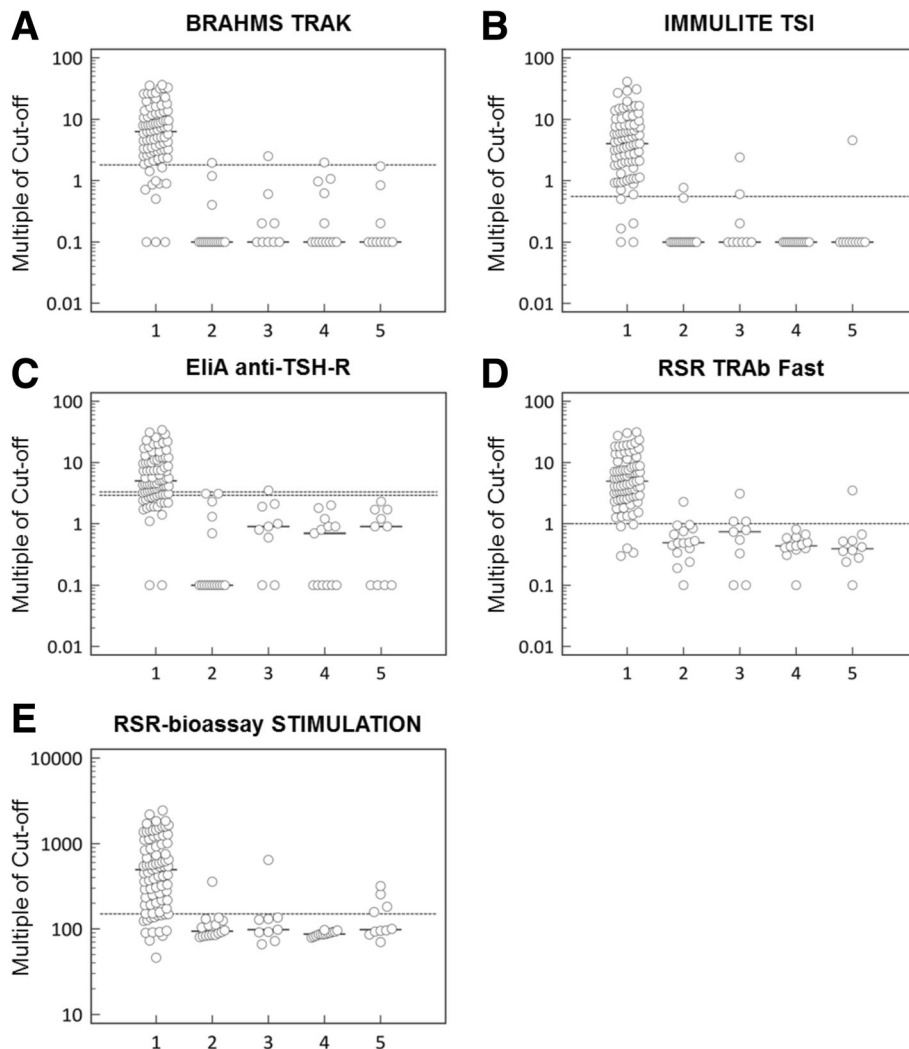 A
BRAHMS TRAK
Multiple of Cut-off
100
10
1
0.1
0.01
1 2 3 4 5
B
IMMULITE TSI
Multiple of Cut-off
100
10
1
0.1
0.01
1 2 3 4 5
C
EliA anti-TSH-R
Multiple of Cut-off
100
10
1
0.1
0.01
1 2 3 4 5
D
RSR TRAb Fast
Multiple of Cut-off
100
10
1
0.1
0.01
1 2 3 4 5
E
RSR-bioassay STIMULATION
Multiple of Cut-off
10000
1000
100
10
1 2 3 4 5